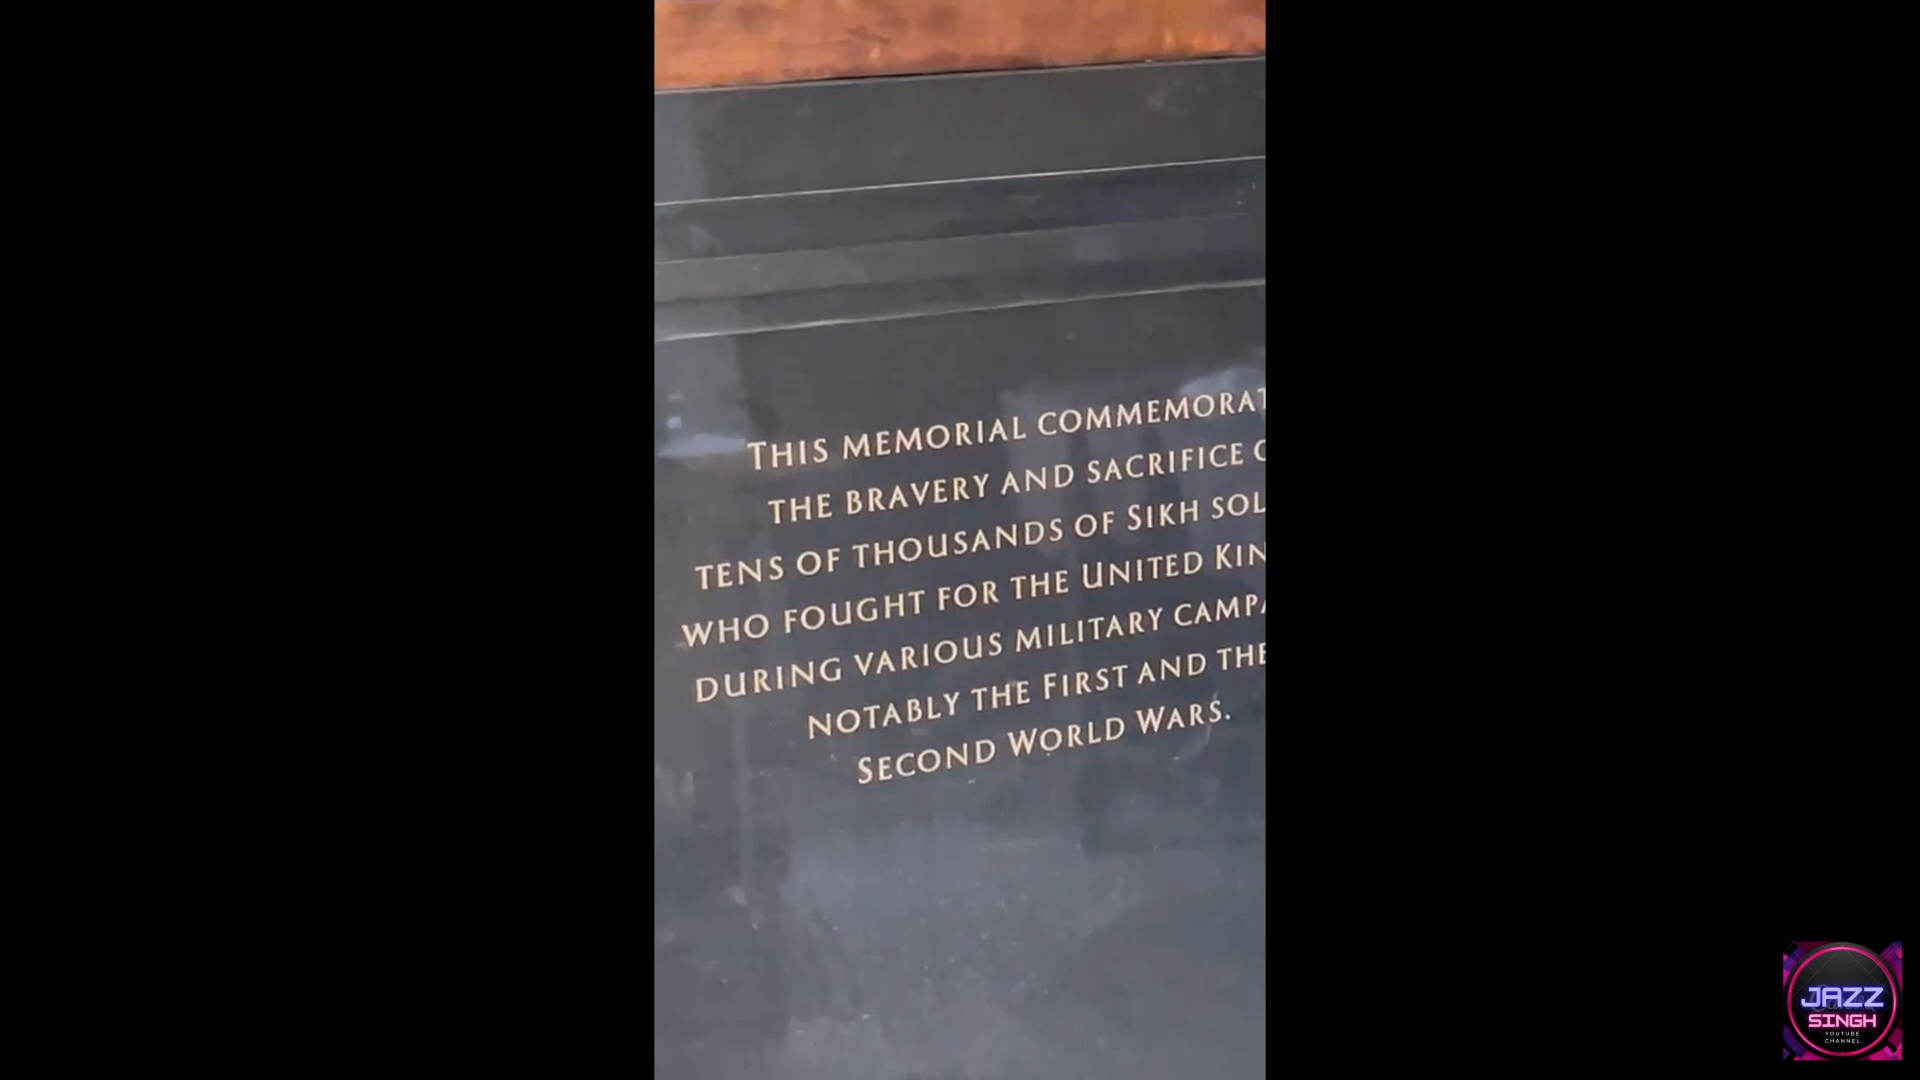 THIS MEMORIAL COMMEMORAT
THE BRAVERY AND SACRIFICE O
TENS OF THOUSANDS OF SIKH SOL
WHO FOUGHT FOR THE UNITED KIN
DURING VARIOUS MILITARY CAMPA
NOTABLY THE FIRST AND THE
SECOND WORLD WARS.
JAZZ
SINGH
YOUTUBE
CHANNEL